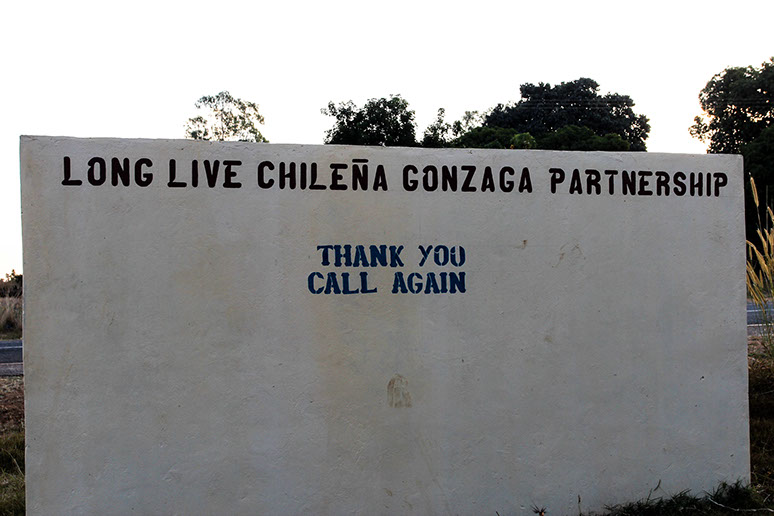 LONG LIVE CHILEÑA GONZAGA PARTNERSHIP
THANK YOU
CALL AGAIN